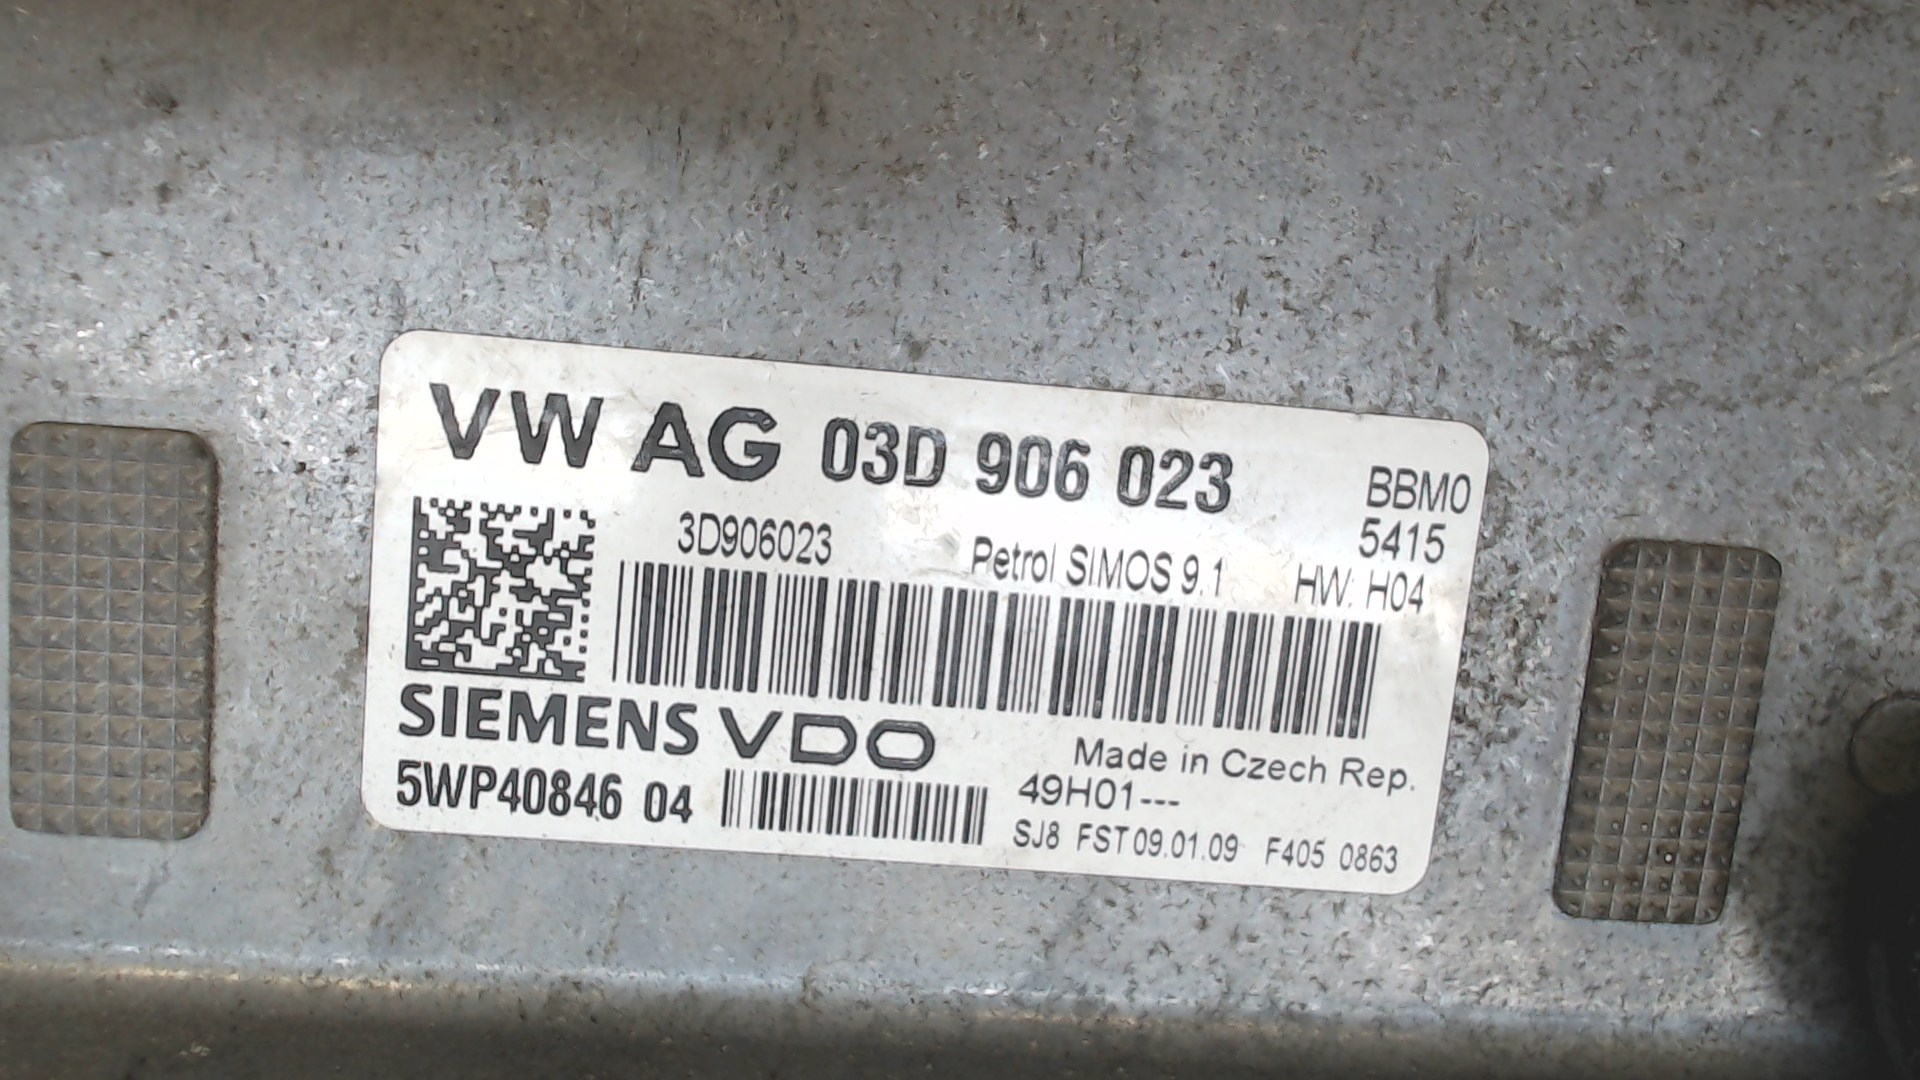 VW AG 03D 906 023
BBM0
5415
3D906023
Petrol SIMOS 9.1
HW: H04
SIEMENS VDO
Made in Czech Rep.
5WP40846 04
49H01---
SJ8 FST 09.01.09 F405 0863